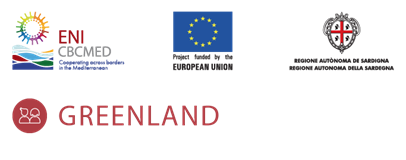 ENI
CBCMED
Cooperating across borders
in the Mediterranean
Project funded by the
EUROPEAN UNION
REGIONE AUTÒNOMA DE SARDIGNA
REGIONE AUTONOMA DELLA SARDEGNA
GREENLAND